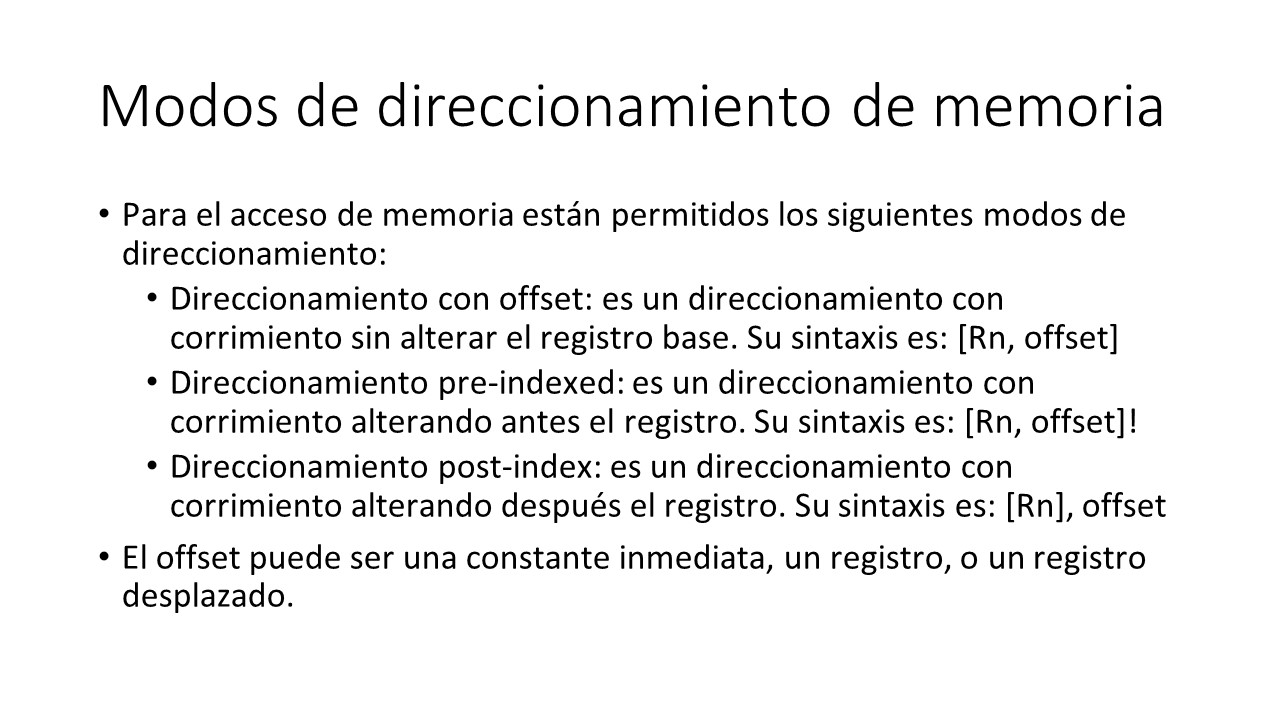 Modos de direccionamiento de memoria
• Para el acceso de memoria están permitidos los siguientes modos de
direccionamiento:
• Direccionamiento con offset: es un direccionamiento con
corrimiento sin alterar el registro base. Su sintaxis es: [Rn, offset]
• Direccionamiento pre-indexed: es un direccionamiento con
corrimiento alterando antes el registro. Su sintaxis es: [Rn, offset]!
• Direccionamiento post-index: es un direccionamiento con
corrimiento alterando después el registro. Su sintaxis es: [Rn], offset
• El offset puede ser una constante inmediata, un registro, o un registro
desplazado.